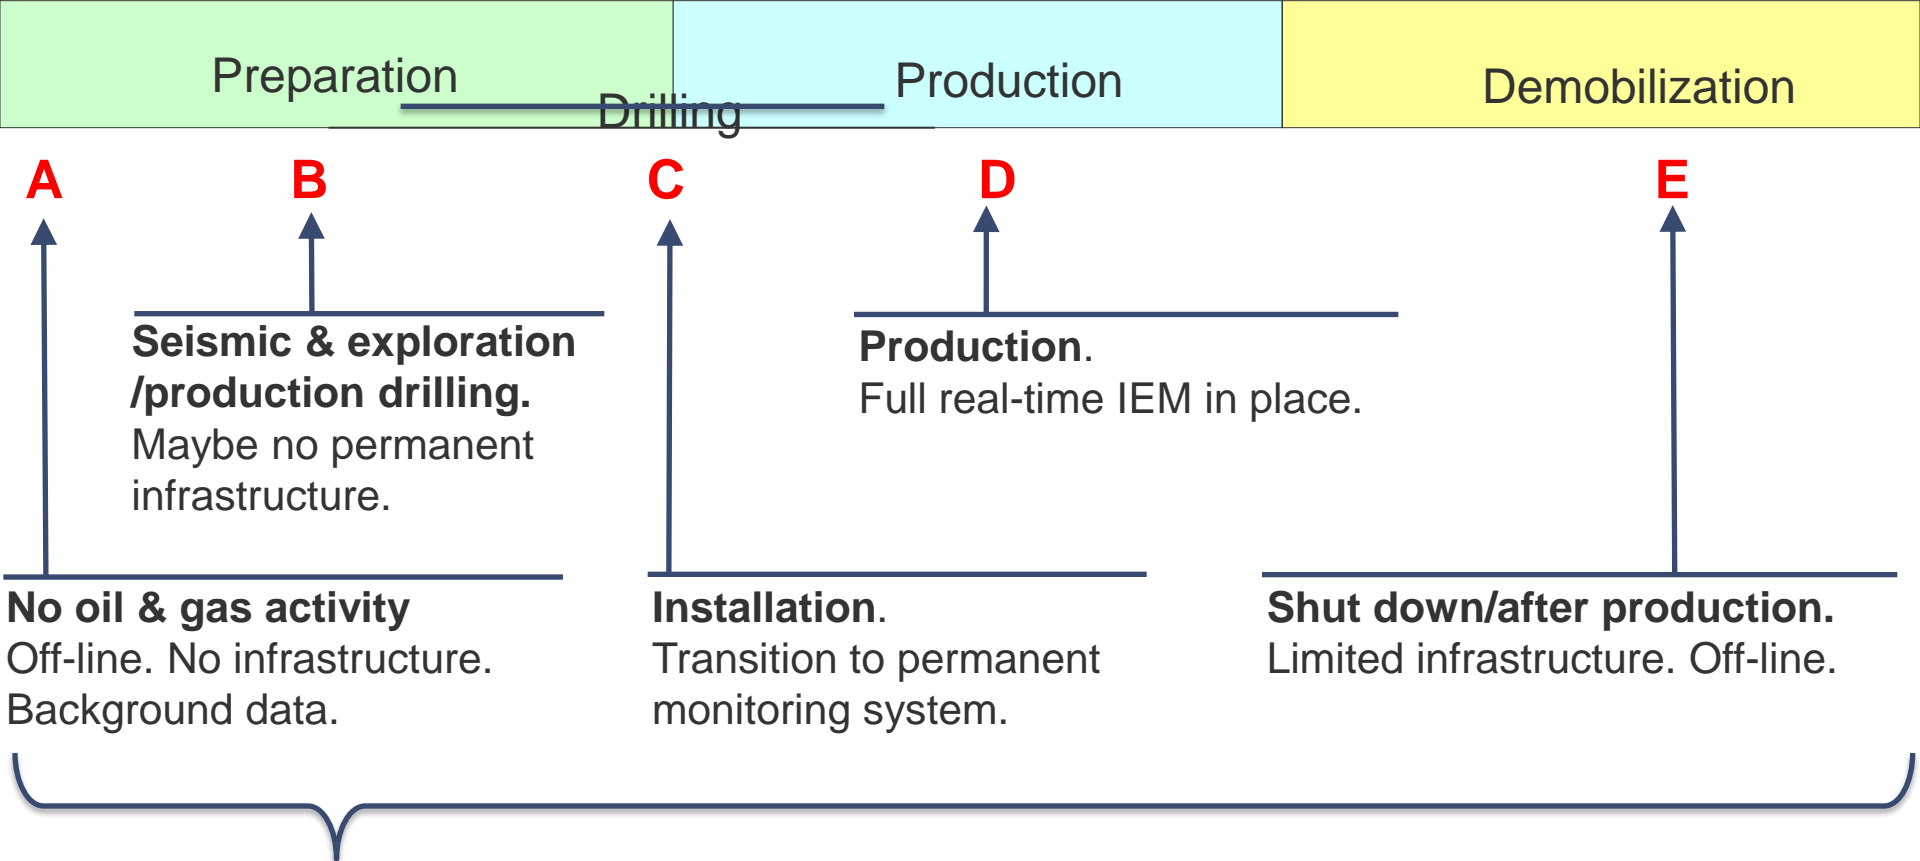 Preparation
Drilling
Production
Demobilization
A
B
C
D
E
Seismic & exploration
/production drilling.
Maybe no permanent
infrastructure.
Production.
Full real-time IEM in place.
No oil & gas activity
Off-line. No infrastructure.
Background data.
Installation.
Transition to permanent
monitoring system.
Shut down/after production.
Limited infrastructure. Off-line.